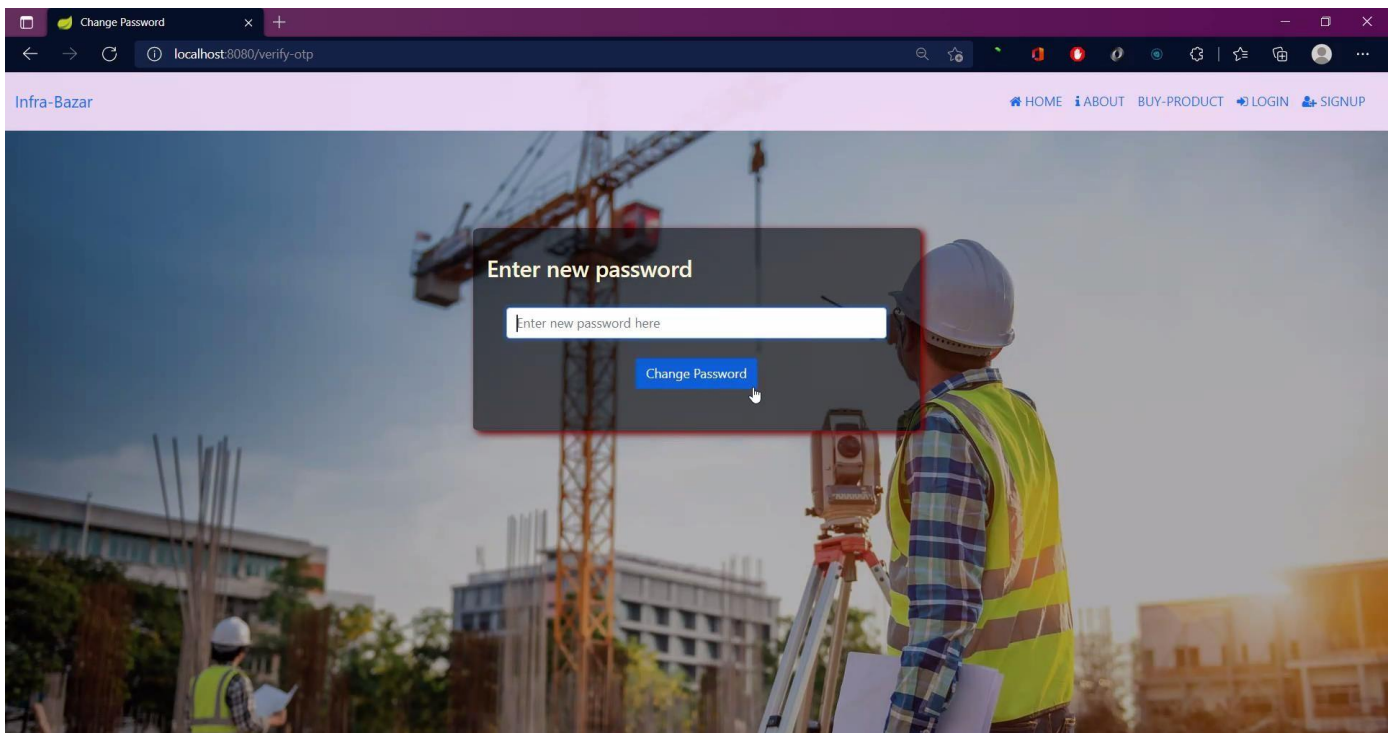 Change Password
localhost:8080/verify-otp
Infra-Bazar
HOME ABOUT BUY-PRODUCT LOGIN SIGNUP
Enter new password
Enter new password here
Change Password